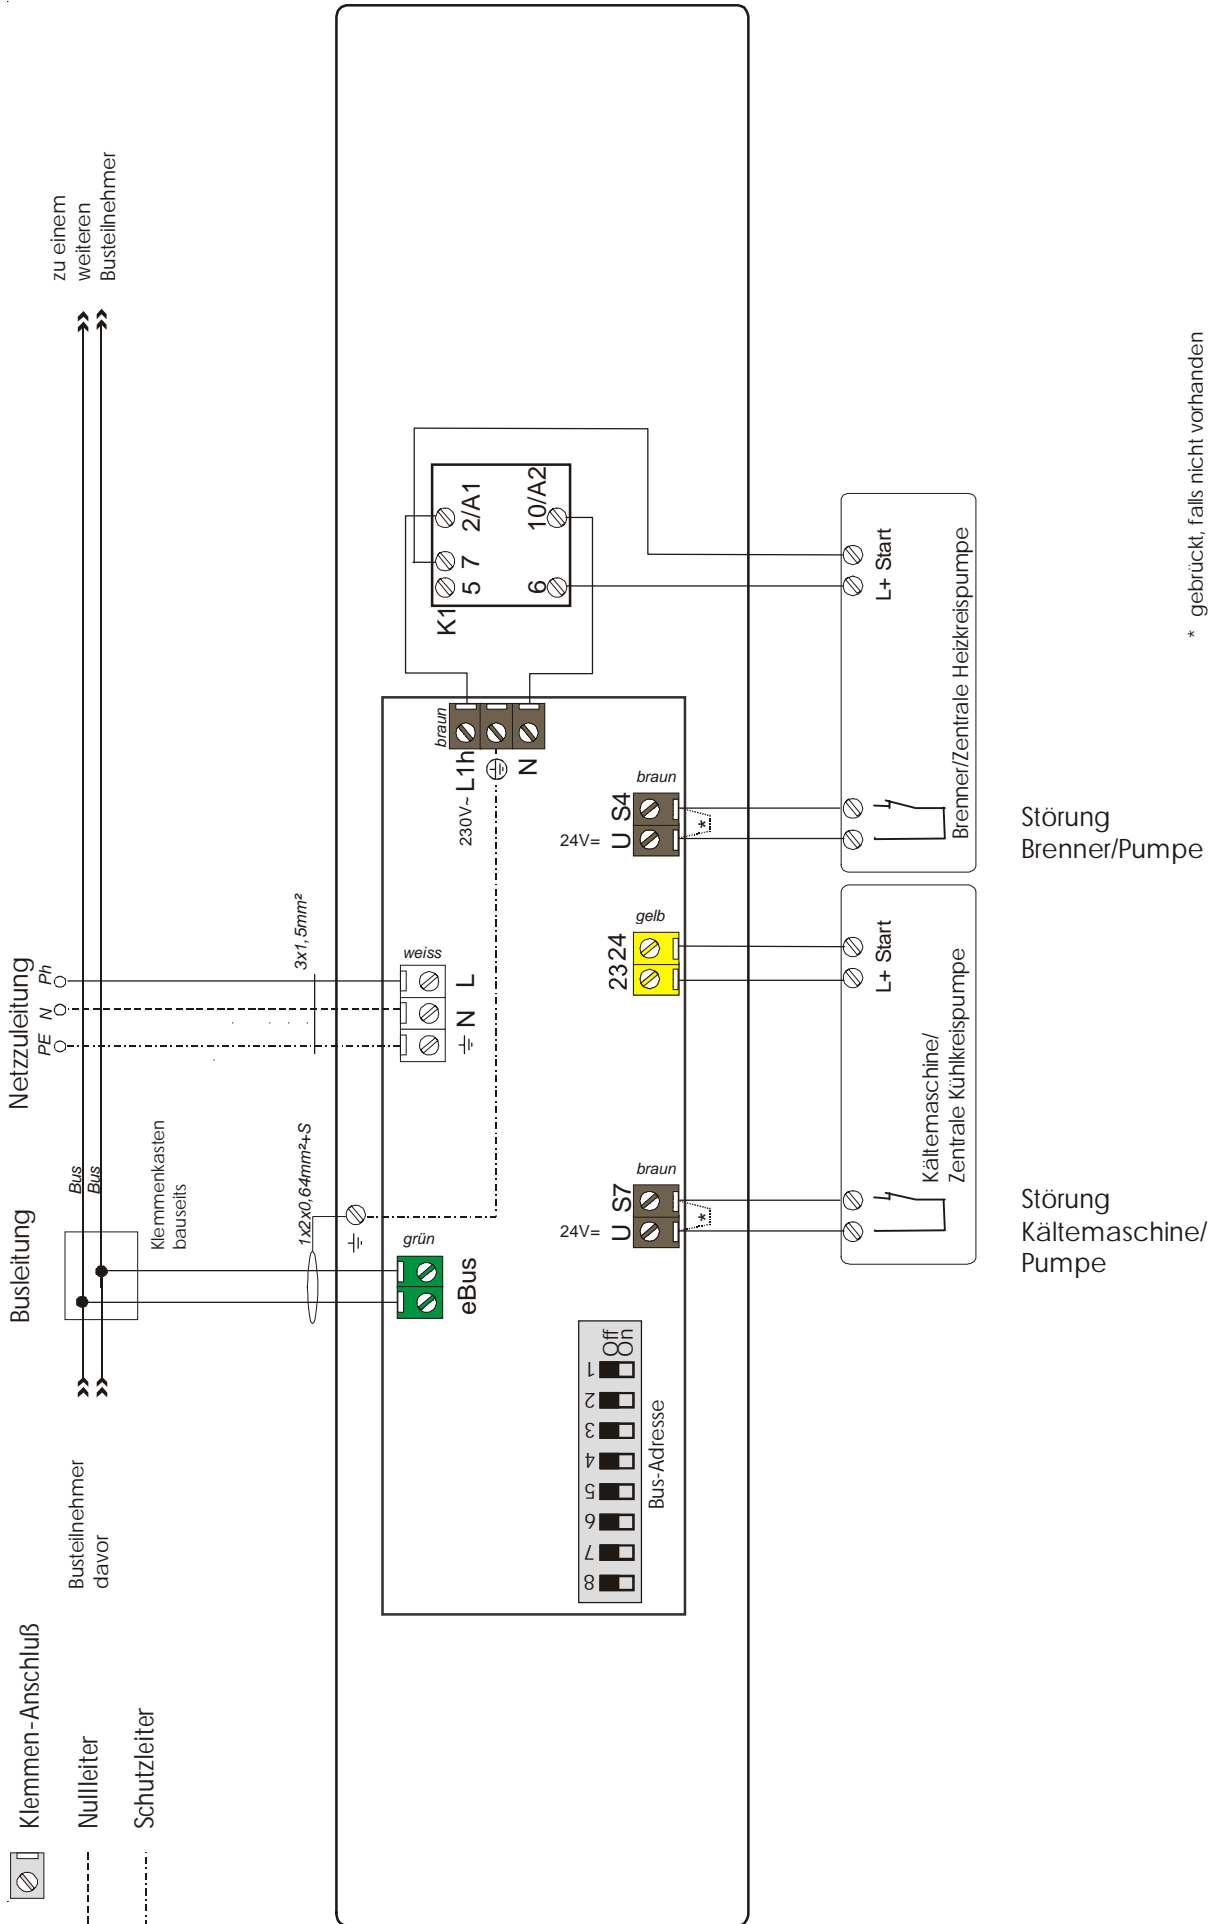 Klemmen-Anschluß
Nullleiter
Schutzleiter
Busteilnehmer
davor
Busleitung
Bus
Bus
Klemmenkasten
bauseits
1x2x0,64mm²+S
Netzzuleitung
PE
N
Ph
3x1,5mm²
zu einem
weiteren
Busteilnehmer
grün
eBus
weiss
N
L
braun
230V~
L1h
N
K1
5
7
2/A1
6
10/A2
8
7
6
5
4
3
2
1
Off
On
Bus-Adresse
braun
24V=
U
S7
*
gelb
23
24
braun
24V=
U
S4
*
Kältemaschine/
Zentrale Kühlkreispumpe
L+
Start
Brenner/Zentrale Heizkreispumpe
L+
Start
Störung
Brenner/Pumpe
Störung
Kältemaschine/
Pumpe
* gebrückt, falls nicht vorhanden